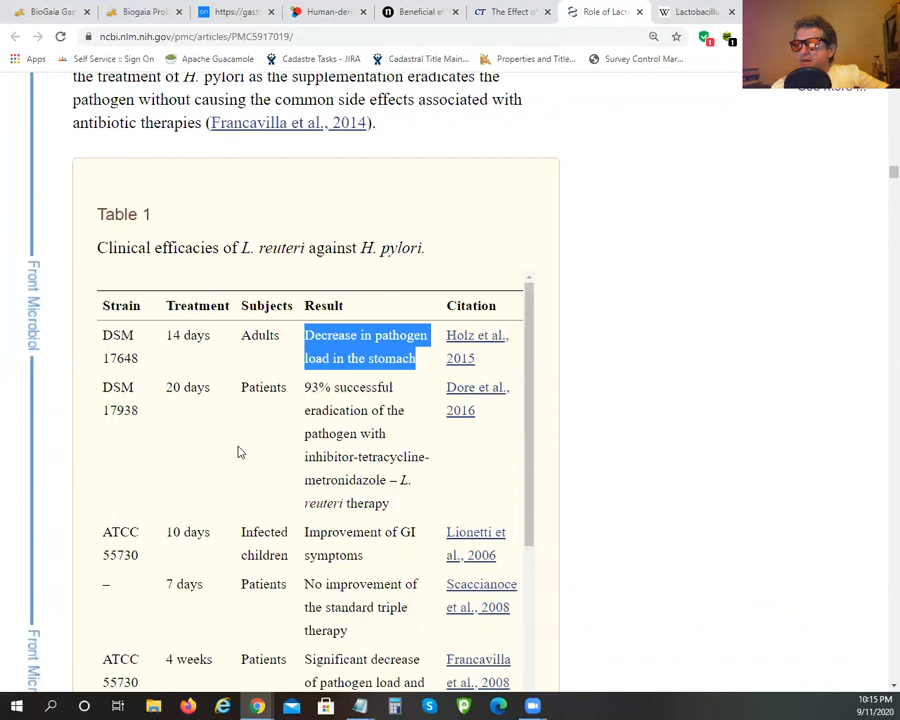 BioGaia Gast
Biogaia Pro
https://gasti
Human-der
Beneficial ef
The Effect o
Role of Lact
Lactobacillu
ncbi.nlm.nih.gov/pmc/articles/PMC5917019/
Apps
Self Service :: Sign On
Apache Guacamole
Cadastre Tasks - JIRA
Cadastral Title Main...
Properties and Title...
Survey Control Mar...
the treatment of H. pylori as the supplementation eradicates the
pathogen without causing the common side effects associated with
antibiotic therapies (Francavilla et al., 2014).
Table 1
Clinical efficacies of L. reuteri against H. pylori.
Strain Treatment Subjects Result Citation
DSM 14 days Adults Decrease in pathogen Holz et al.,
17648 load in the stomach 2015
DSM 20 days Patients 93% successful Dore et al.,
17938 eradication of the 2016
pathogen with
inhibitor-tetracycline-
metronidazole – L.
reuteri therapy
ATCC 10 days Infected Improvement of GI Lionetti et
55730 children symptoms al., 2006
– 7 days Patients No improvement of Scaccianoce
the standard triple et al., 2008
therapy
ATCC 4 weeks Patients Significant decrease Francavilla
55730 of pathogen load and et al., 2008
Front Microbiol
Front M
10:15 PM
9/11/2020